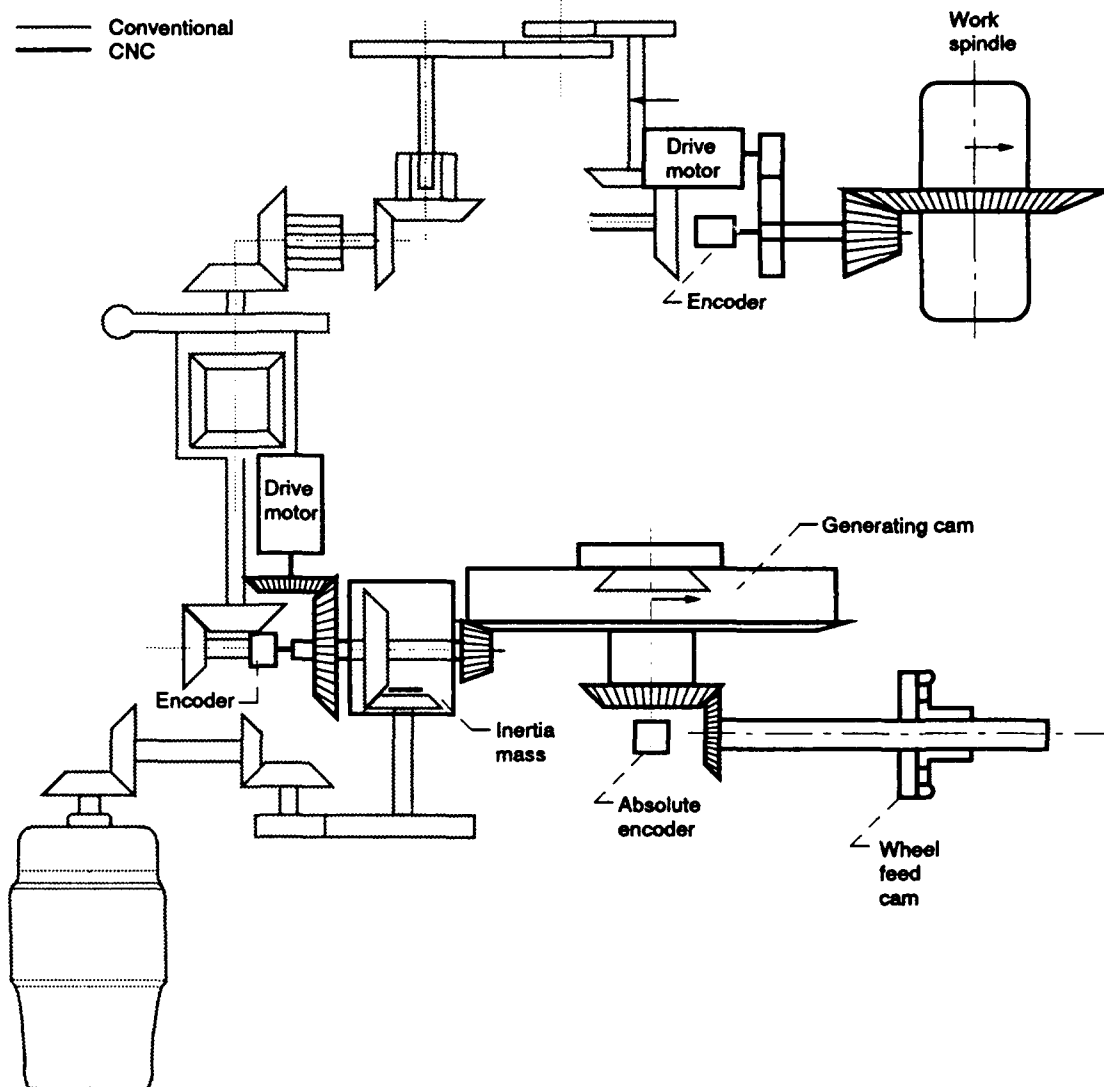 Conventional
CNC
Work
spindle
Drive
motor
Encoder
Drive
motor
Generating cam
Encoder
Inertia
mass
Absolute
encoder
Wheel
feed
cam